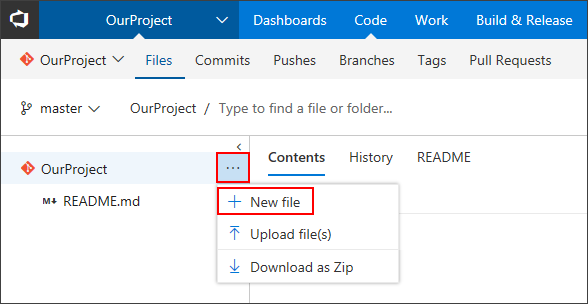 OurProject Dashboards Code Work Build & Release
OurProject Files Commits Pushes Branches Tags Pull Requests
master OurProject / Type to find a file or folder...
OurProject ... Contents History README
M↓ README.md
New file
Upload file(s)
Download as Zip